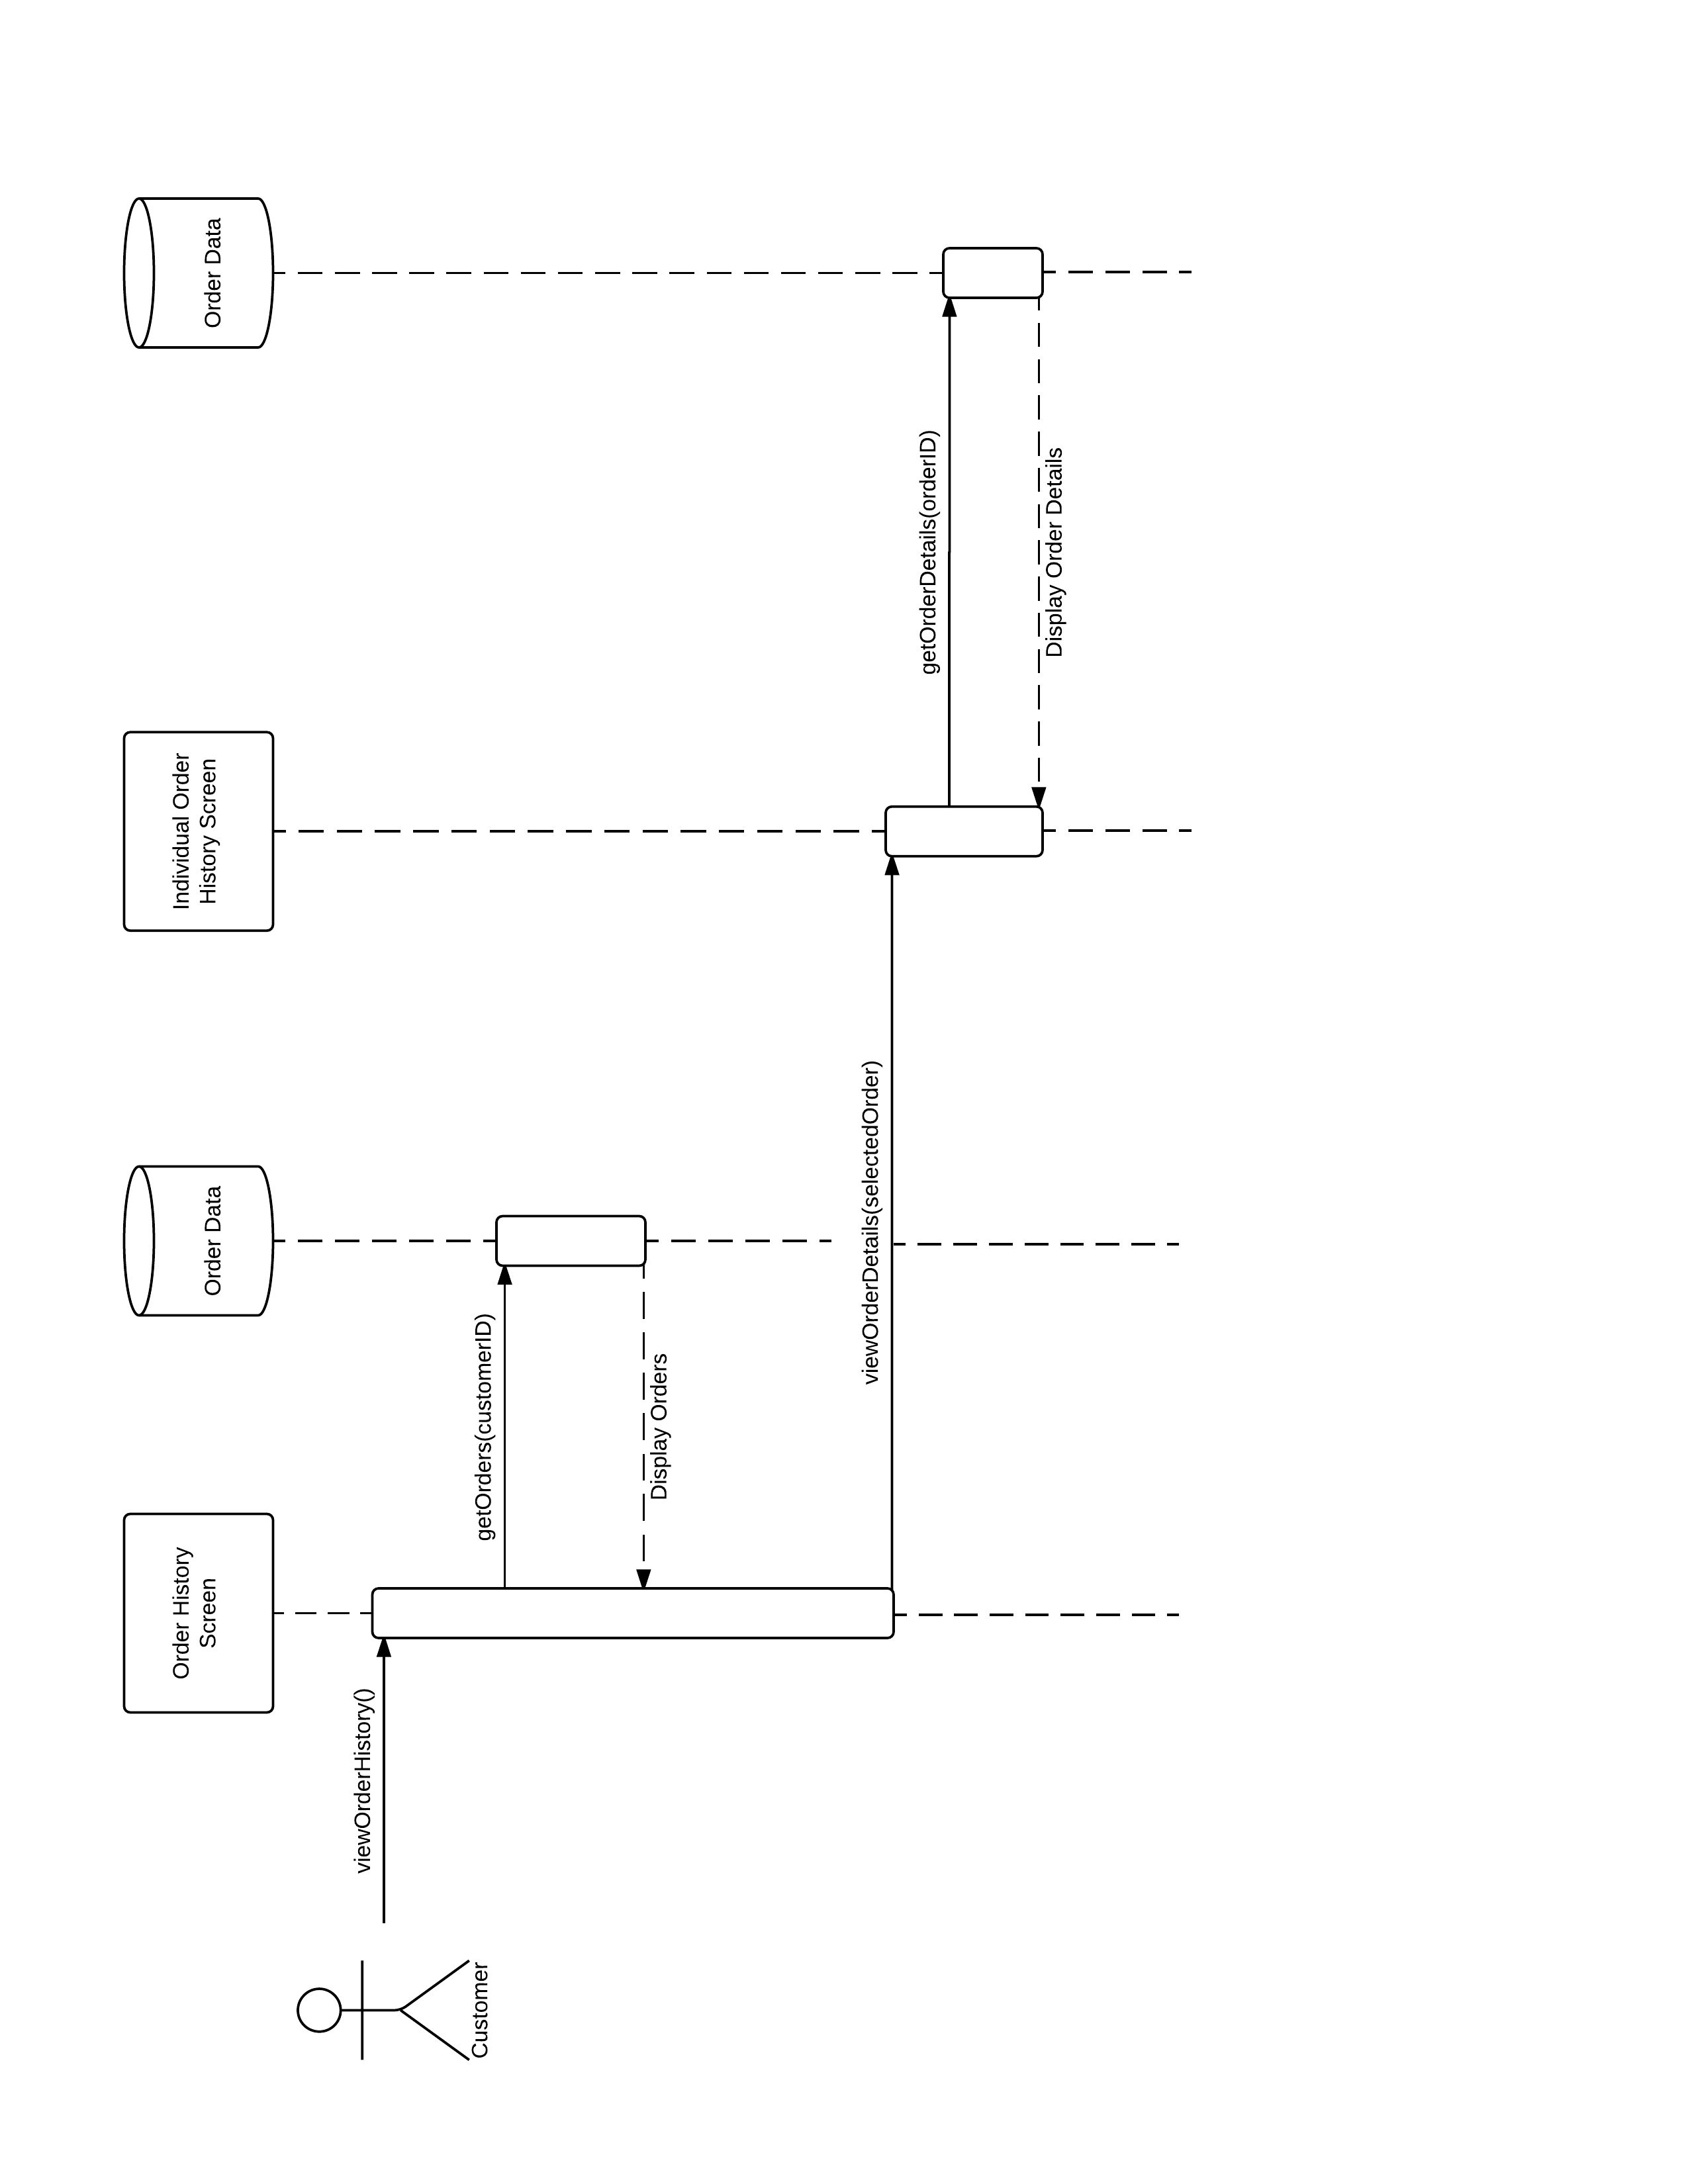 Order History
Screen
Order Data
Individual Order
History Screen
Order Data
viewOrderHistory()
Customer
getOrders(customerID)
Display Orders
viewOrderDetails(selectedOrder)
getOrderDetails(orderID)
Display Order Details